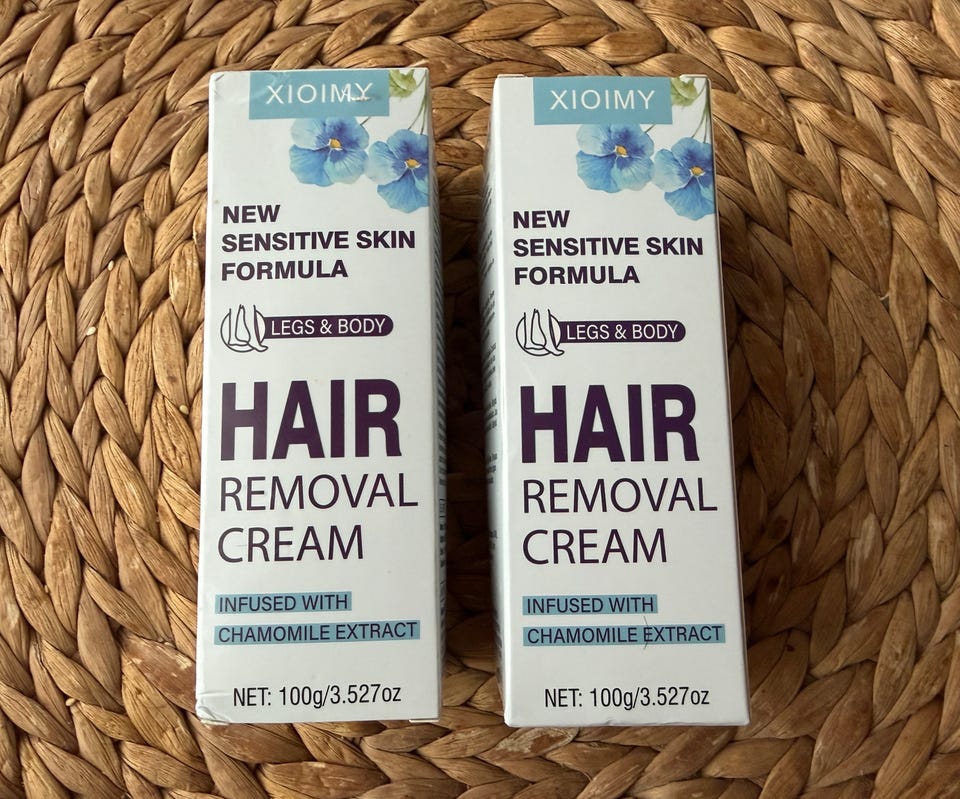 XIOIMY
NEW
SENSITIVE SKIN
FORMULA
LEGS & BODY
HAIR
REMOVAL
CREAM
INFUSED WITH
CHAMOMILE EXTRACT
NET: 100g/3.527oz
XIOIMY
NEW
SENSITIVE SKIN
FORMULA
LEGS & BODY
HAIR
REMOVAL
CREAM
INFUSED WITH
CHAMOMILE EXTRACT
NET: 100g/3.527oz